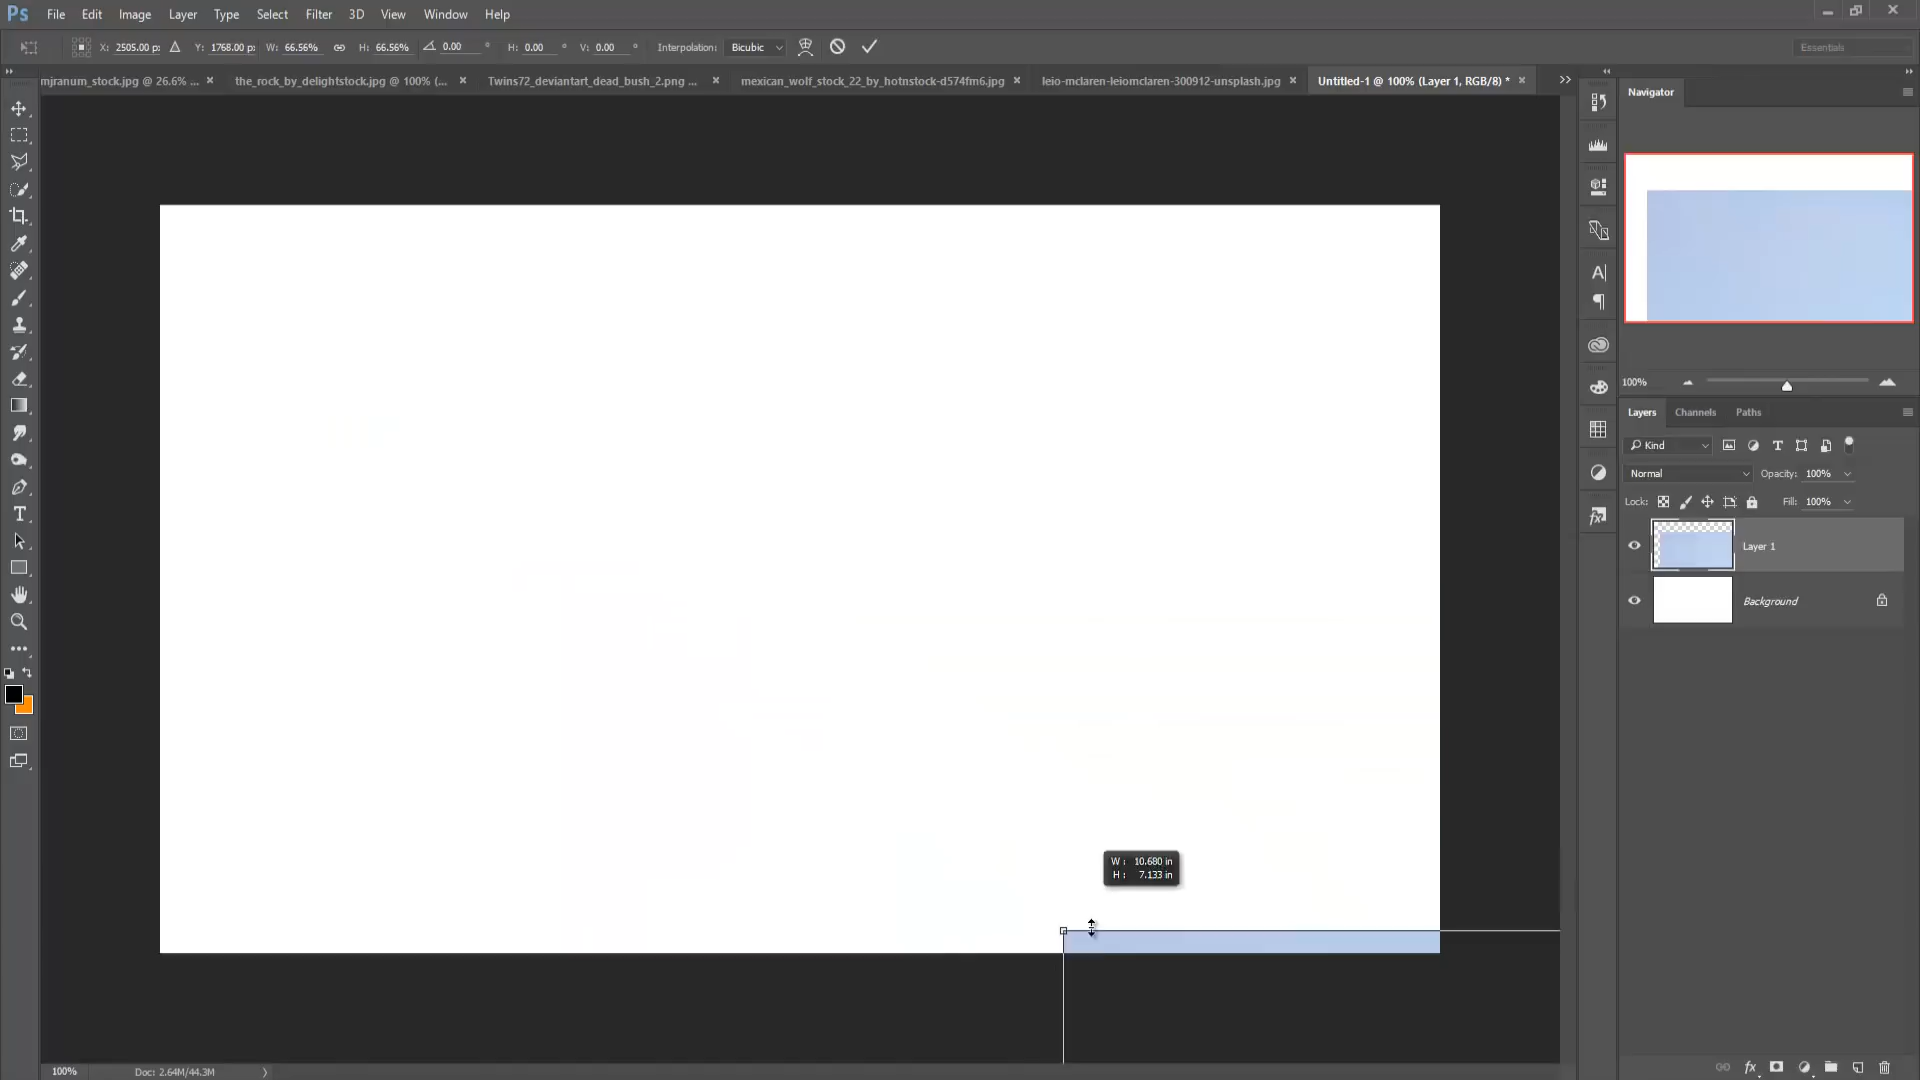 Ps File Edit Image Layer Type Select Filter 3D View Window Help
X: 2505.00 p: Y: 1768.00 p: W: 66.56% H: 66.56% 0.00 ° H: 0.00 ° V: 0.00 ° Interpolation: Bicubic Essentials
mjranum_stock.jpg @ 26.6% ... × the_rock_by_delightstock.jpg @ 100% (... × Twins72_deviantart_dead_bush_2.png ... × mexican_wolf_stock_22_by_hotnstock-d574fm6.jpg × leio-mclaren-leiomclaren-300912-unsplash.jpg × Untitled-1 @ 100% (Layer 1, RGB/8) * ×
Navigator
100%
Layers Channels Paths
Kind
Normal Opacity: 100%
Lock: Fill: 100%
Layer 1
Background
W : 10.680 in
H : 7.133 in
100% Doc: 2.64M/44.3M